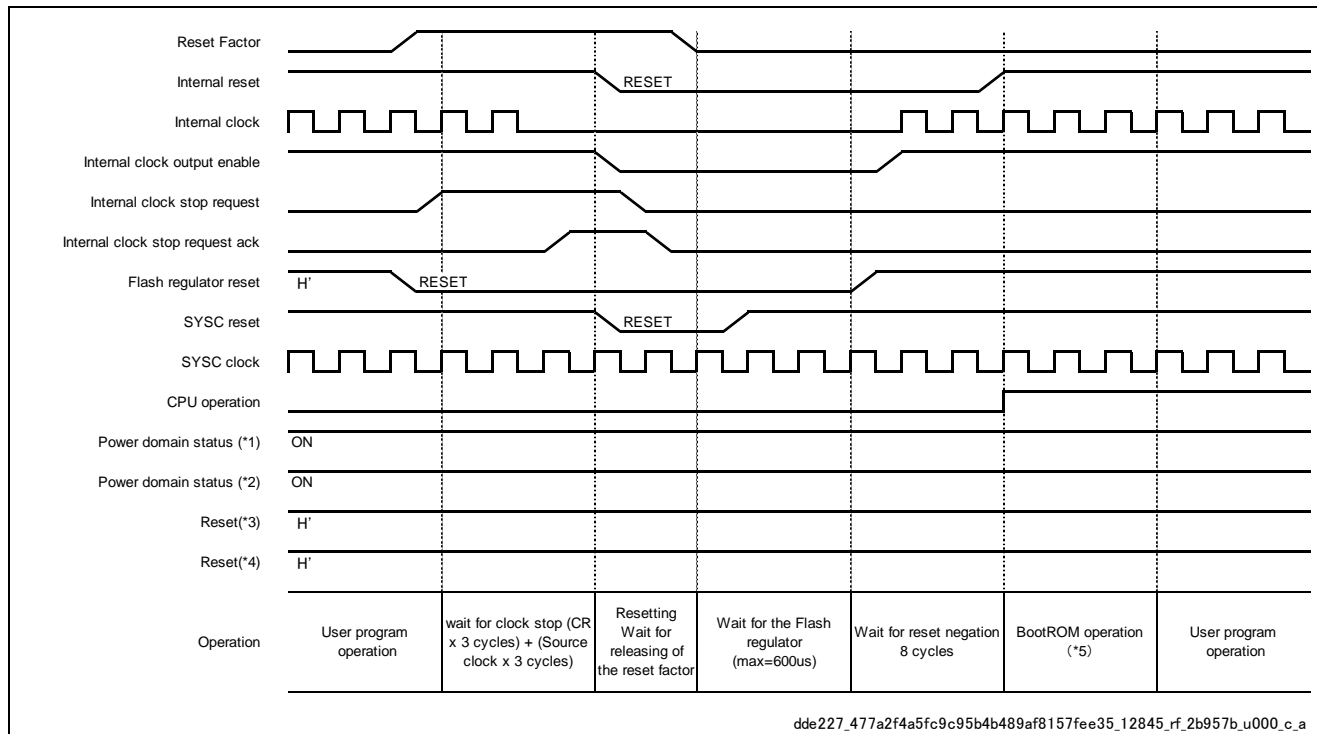 Reset Factor
Internal reset
RESET
Internal clock
Internal clock output enable
Internal clock stop request
Internal clock stop request ack
Flash regulator reset
H'
RESET
SYSC reset
RESET
SYSC clock
CPU operation
Power domain status (*1)
ON
Power domain status (*2)
ON
Reset(*3)
H'
Reset(*4)
H'
Operation
User program
operation
wait for clock stop (CR
x 3 cycles) + (Source
clock x 3 cycles)
Resetting
Wait for
releasing of
the reset factor
Wait for the Flash
regulator
(max=600us)
Wait for reset negation
8 cycles
BootROM operation
(*5)
User program
operation
dde227_477a2f4a5fc9c95b4b489af8157fee35_12845_rf_2b957b_u000_c_a